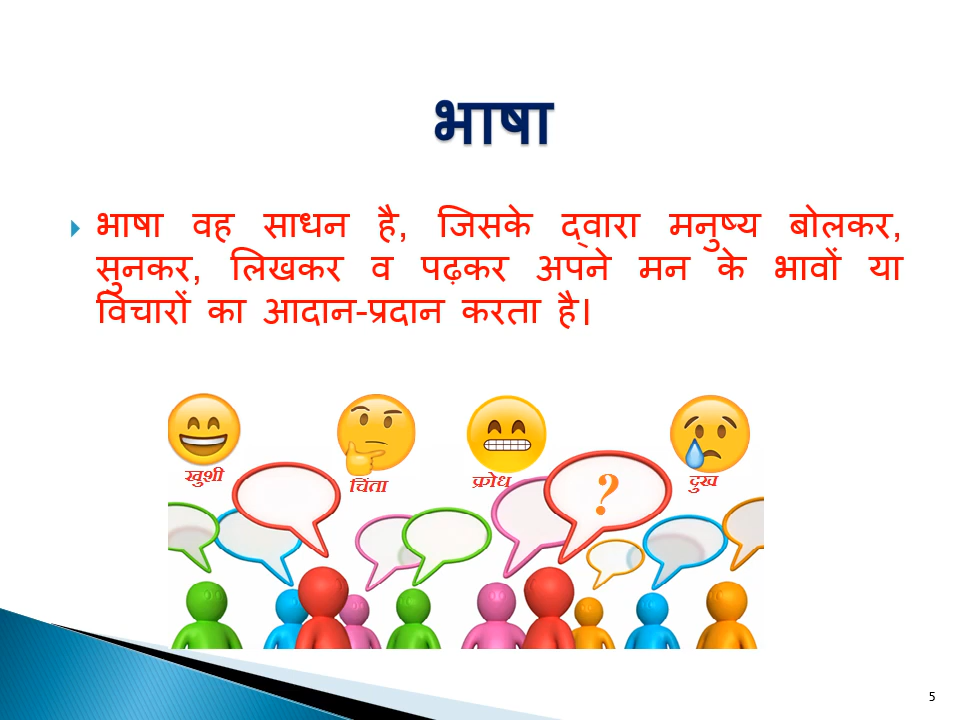 भाषा
भाषा वह साधन है, जिसके द्‌वारा मनुष्य बोलकर,
सुनकर, लिखकर व पढ़कर अपने मन के भावों या
विचारों का आदान-प्रदान करता है।
खुशी चिंता क्रोध दुख
?
5